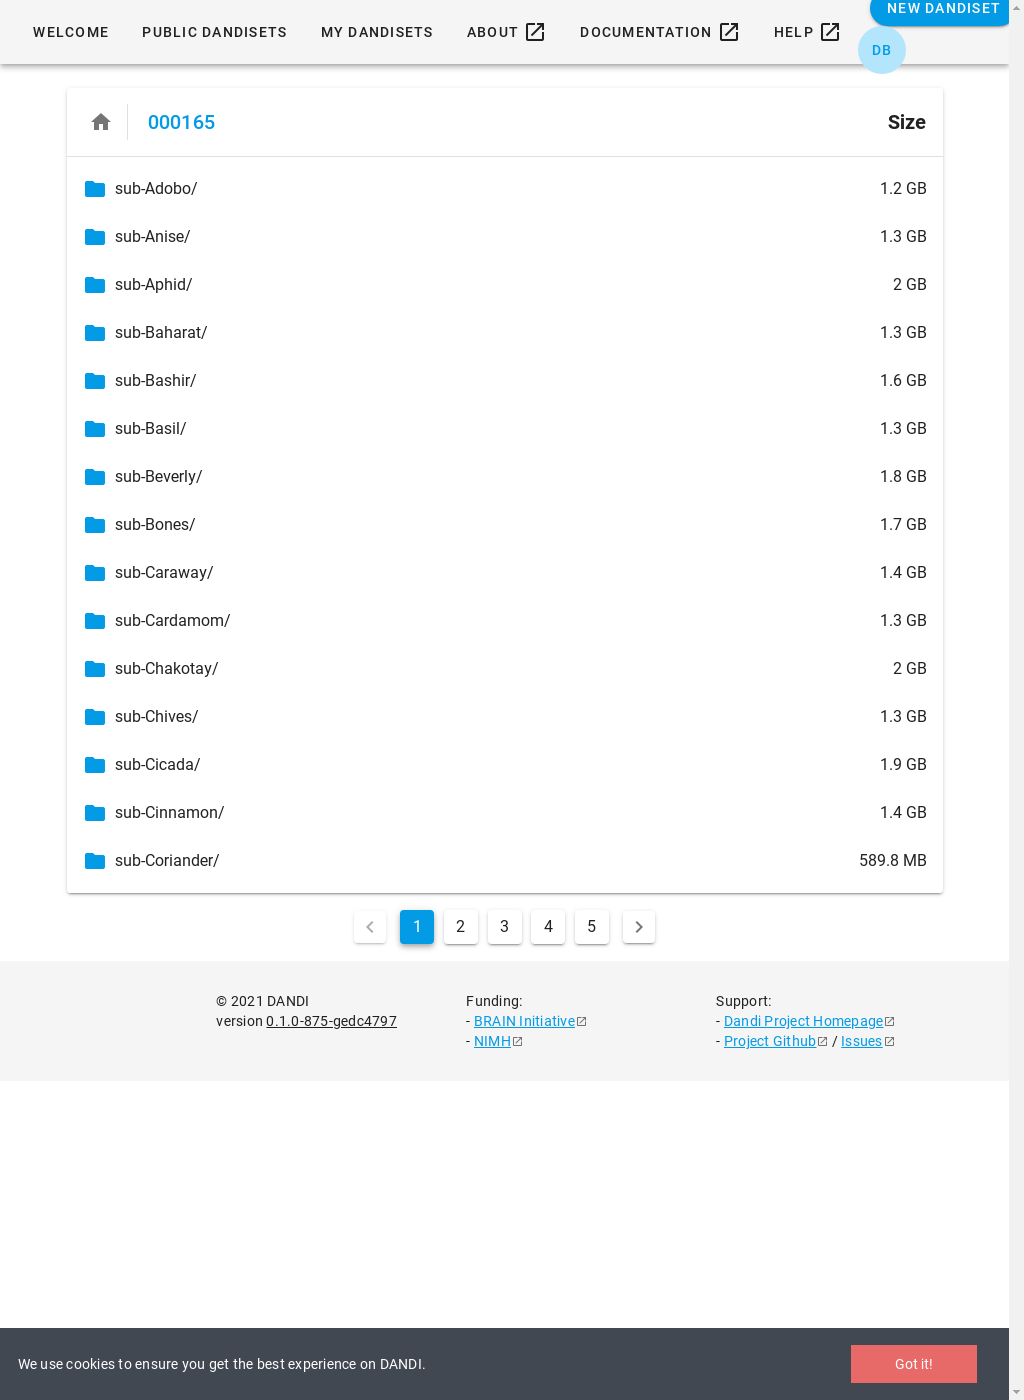 NEW DANDISET
WELCOME PUBLIC DANDISETS MY DANDISETS ABOUT DOCUMENTATION HELP
DB
000165 Size
sub-Adobo/ 1.2 GB
sub-Anise/ 1.3 GB
sub-Aphid/ 2 GB
sub-Baharat/ 1.3 GB
sub-Bashir/ 1.6 GB
sub-Basil/ 1.3 GB
sub-Beverly/ 1.8 GB
sub-Bones/ 1.7 GB
sub-Caraway/ 1.4 GB
sub-Cardamom/ 1.3 GB
sub-Chakotay/ 2 GB
sub-Chives/ 1.3 GB
sub-Cicada/ 1.9 GB
sub-Cinnamon/ 1.4 GB
sub-Coriander/ 589.8 MB
1 2 3 4 5
© 2021 DANDI
version 0.1.0-875-gedc4797
Funding:
- BRAIN Initiative
- NIMH
Support:
- Dandi Project Homepage
- Project Github / Issues
We use cookies to ensure you get the best experience on DANDI. Got it!